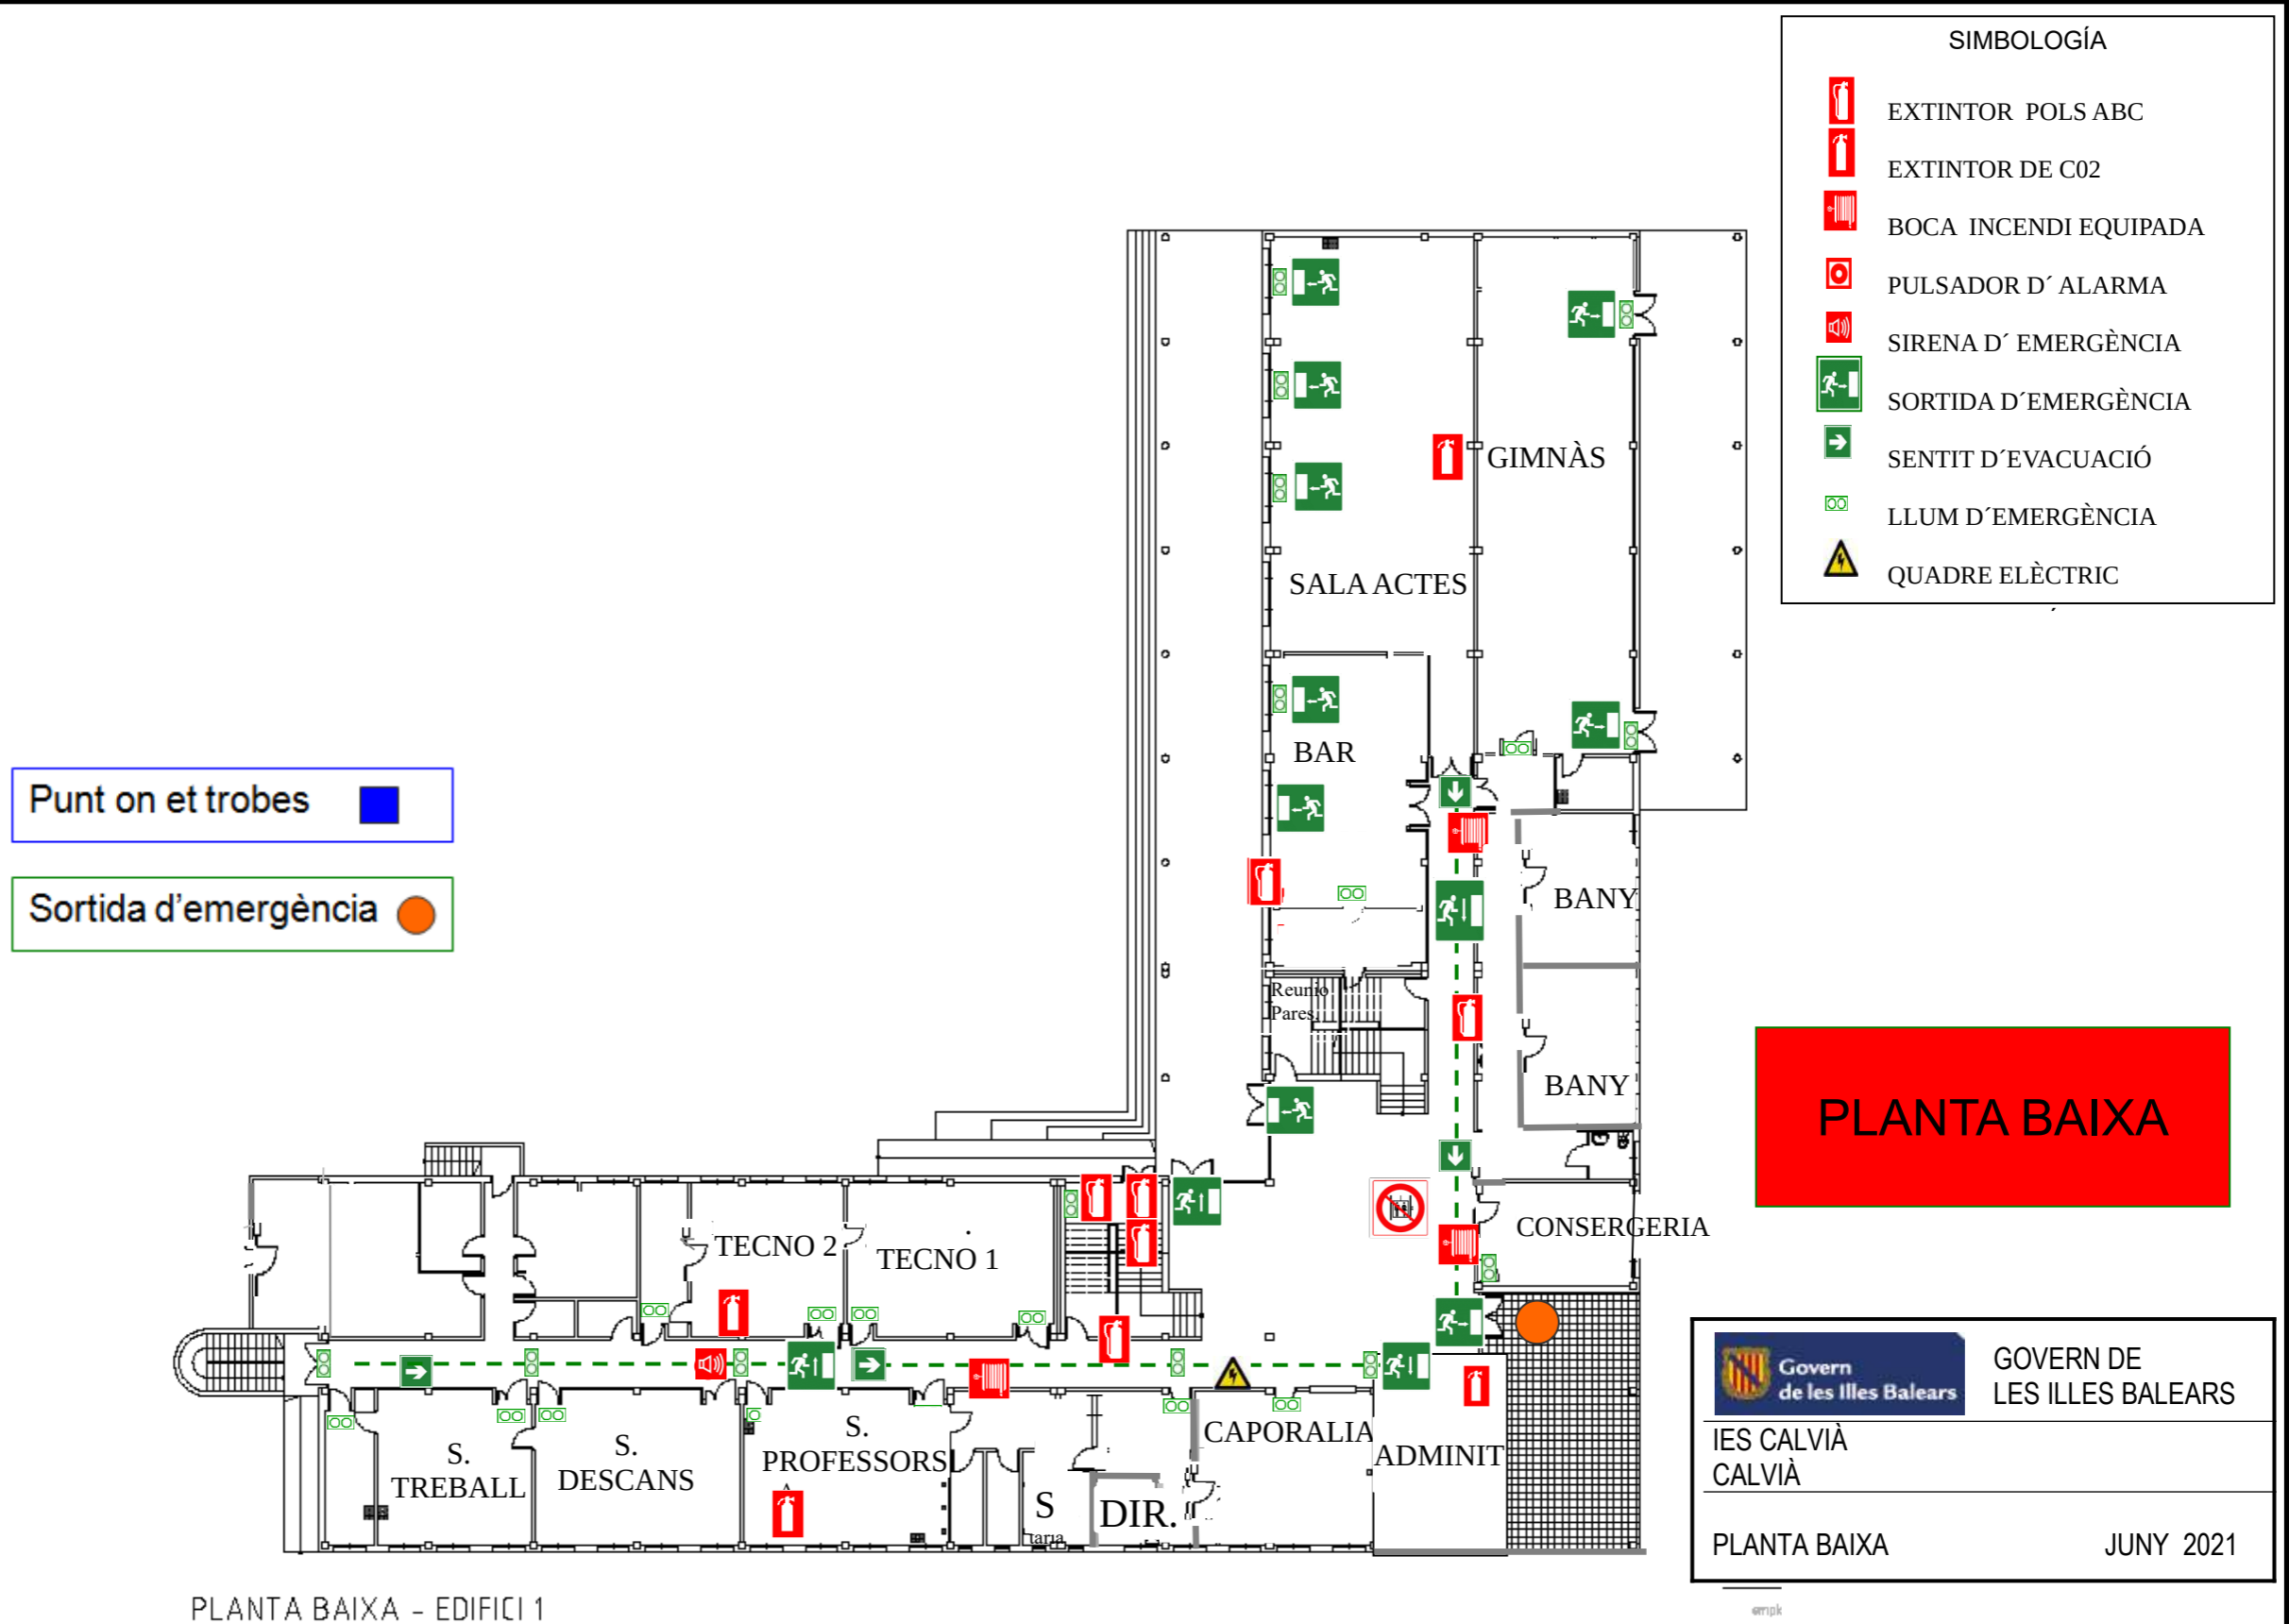 SIMBOLOGÍA
EXTINTOR POLS ABC
EXTINTOR DE C02
BOCA INCENDI EQUIPADA
PULSADOR D´ ALARMA
SIRENA D´ EMERGÈNCIA
SORTIDA D´EMERGÈNCIA
SENTIT D´EVACUACIÓ
LLUM D´EMERGÈNCIA
QUADRE ELÈCTRIC
GIMNÀS
SALA ACTES
BAR
Punt on et trobes
Sortida d'emergència
BANY
Reunio
Pares.
BANY
PLANTA BAIXA
CONSERGERIA
TECNO 2
TECNO 1
S.
TREBALL
S.
DESCANS
S.
PROFESSORS
S
taria
DIR.
CAPORALIA
ADMINIT
Govern
de les Illes Balears
GOVERN DE
LES ILLES BALEARS
IES CALVIÀ
CALVIÀ
PLANTA BAIXA JUNY 2021
PLANTA BAIXA - EDIFICI 1